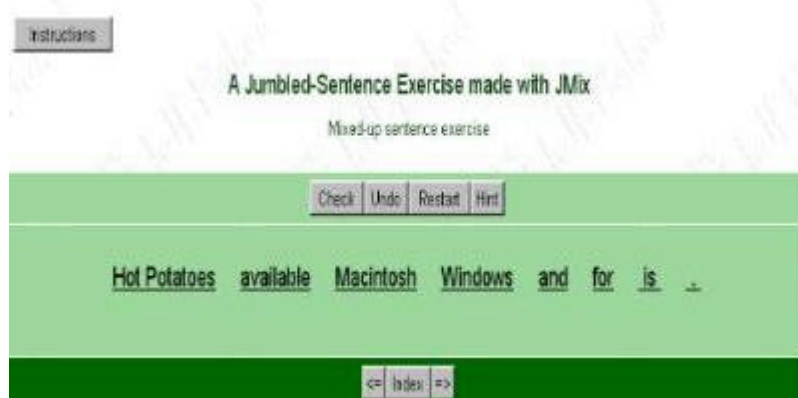 Instructions
A Jumbled-Sentence Exercise made with JMix
Mixed-up sentence exercise
Check Undo Restart Hint
Hot Potatoes available Macintosh Windows and for is .
<= Index =>